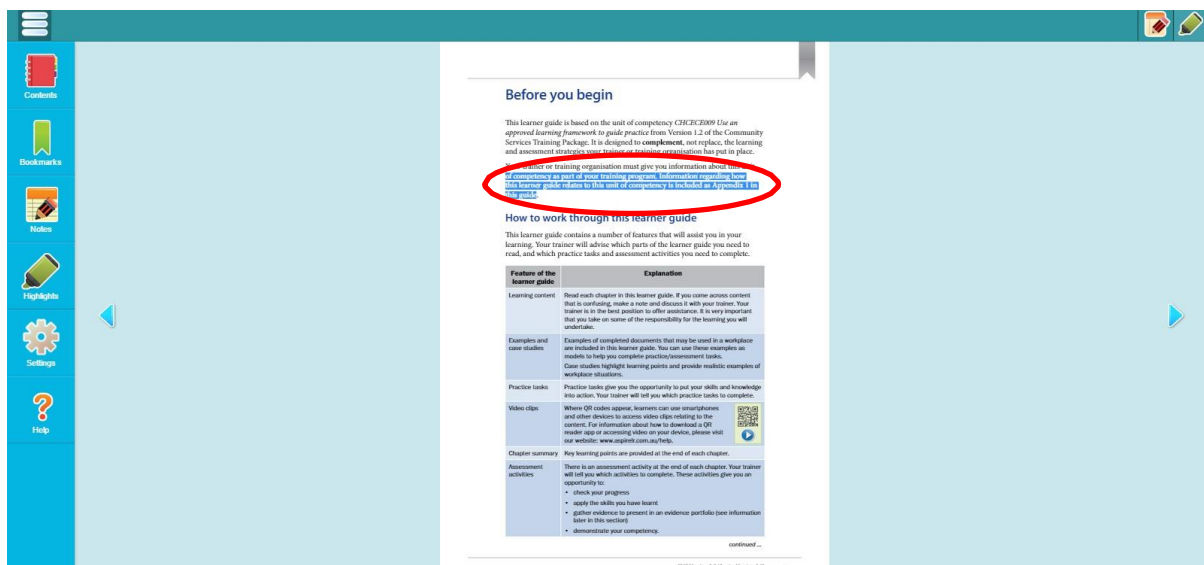 Contents
Bookmarks
Notes
Highlights
Settings
Help
Before you begin
This learner guide is based on the unit of competency CHCECE009 Use an
approved learning framework to guide practice from Version 1.2 of the Community
Services Training Package. It is designed to complement, not replace, the learning
and assessment strategies your trainer or training organisation has put in place.
trainer or training organisation must give you information about this
of competency as part of your training program. Information regarding how
this learner guide relates to this unit of competency is included as Appendix 1 in
this guide.
How to work through this learner guide
This learner guide contains a number of features that will assist you in your
learning. Your trainer will advise which parts of the learner guide you need to
read, and which practice tasks and assessment activities you need to complete.
Feature of the
learner guide
Explanation
Learning content
Read each chapter in this learner guide. If you come across content
that is confusing, make a note and discuss it with your trainer. Your
trainer is in the best position to offer assistance. It is very important
that you take on some of the responsibility for the learning you will
undertake.
Examples and
case studies
Examples of completed documents that may be used in a workplace
are included in this learner guide. You can use these examples as
models to help you complete practice/assessment tasks.
Case studies highlight learning points and provide realistic examples of
workplace situations.
Practice tasks
Practice tasks give you the opportunity to put your skills and knowledge
into action. Your trainer will tell you which practice tasks to complete.
Video clips
Where QR codes appear, learners can use smartphones
and other devices to access video clips relating to the
content. For information about how to download a QR
reader app or accessing video on your device, please visit
our website: www.aspirelr.com.au/help.
Chapter summary
Key learning points are provided at the end of each chapter.
Assessment
activities
There is an assessment activity at the end of each chapter. Your trainer
will tell you which activities to complete. These activities give you an
opportunity to:
• check your progress
• apply the skills you have learnt
• gather evidence to present in an evidence portfolio (see information
later in this section)
• demonstrate your competency.
continued ...